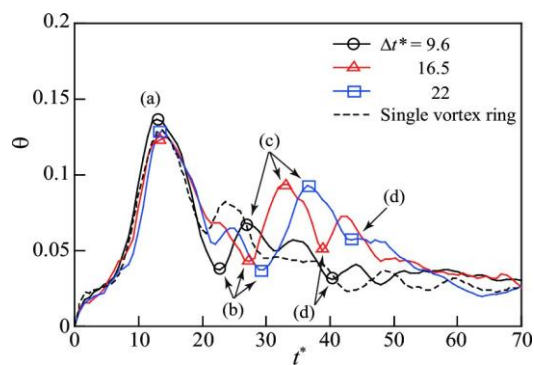 0.2
Δt* = 9.6
16.5
(a)
22
0.15
Single vortex ring
(c)
θ
0.1
(d)
0.05
(b)
(d)
0
0 10 20 30 40 50 60 70
t*